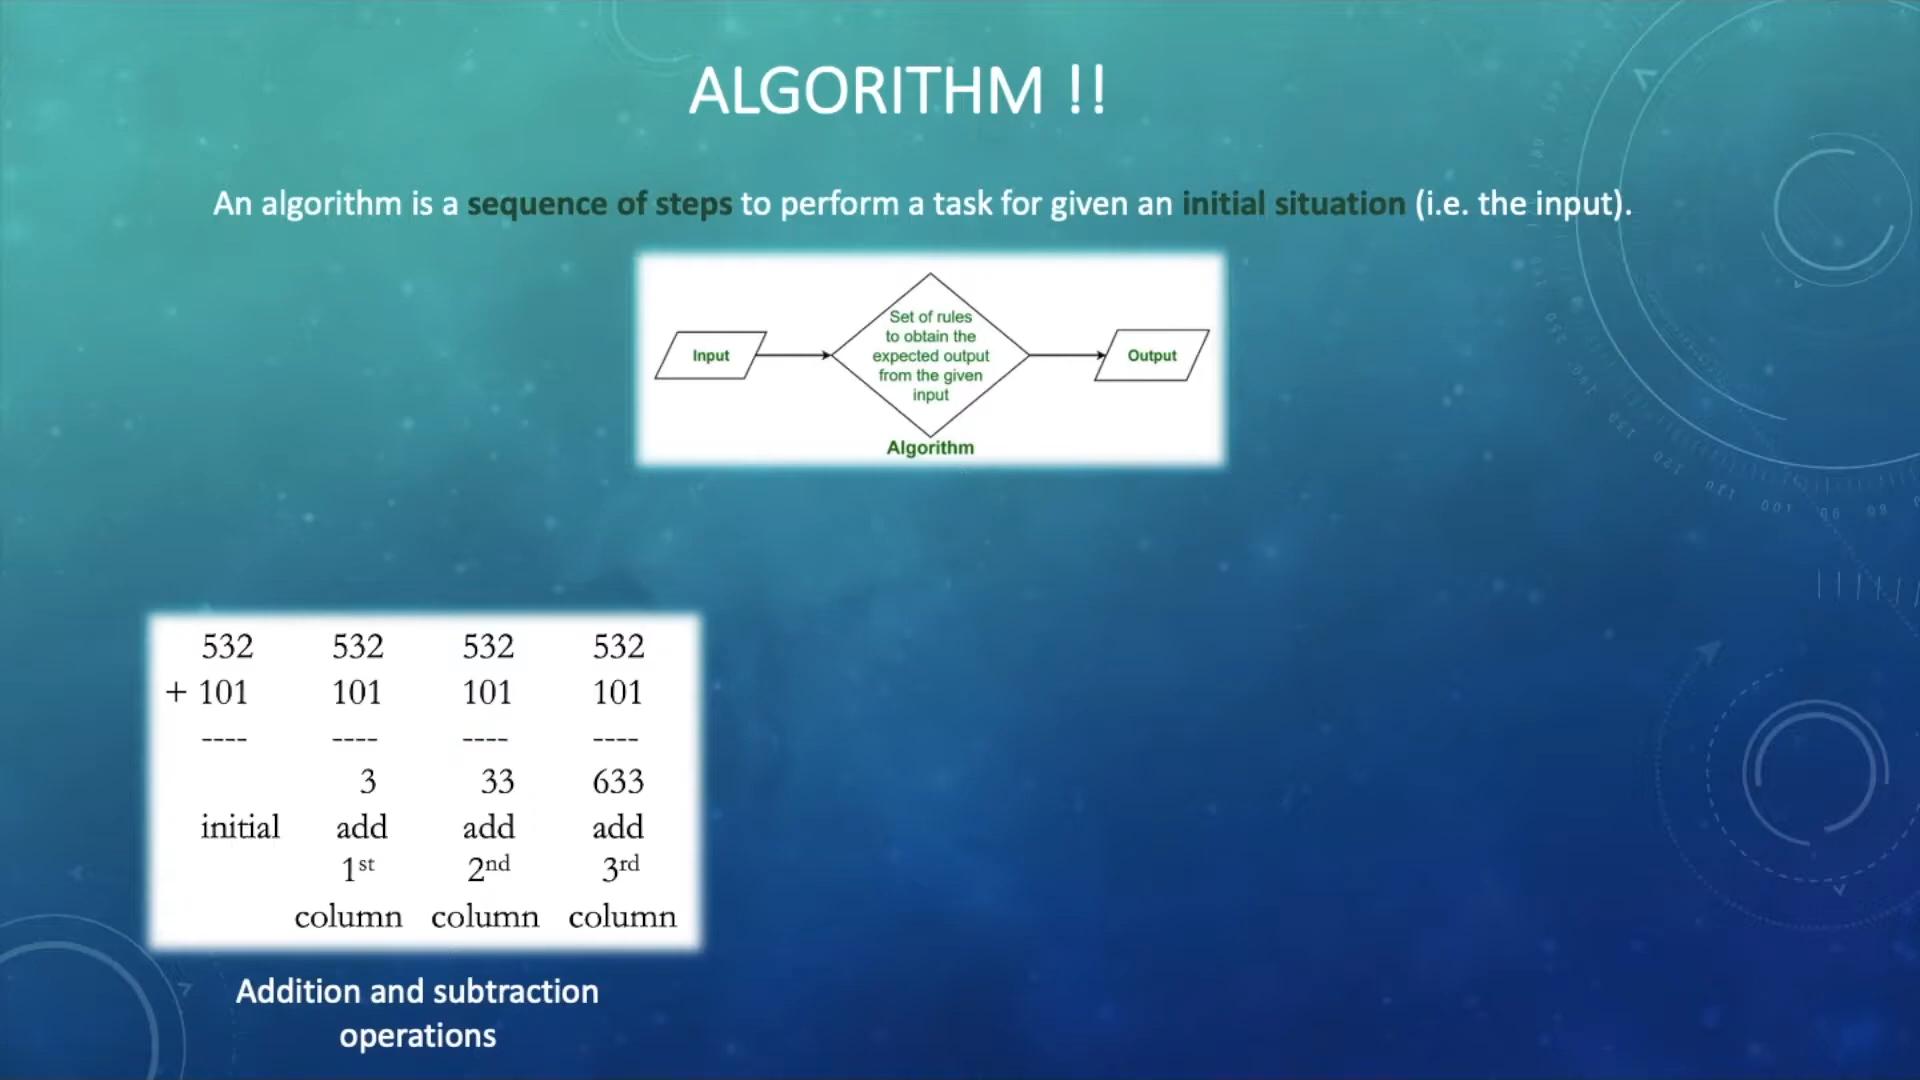 ALGORITHM !!
An algorithm is a sequence of steps to perform a task for given an initial situation (i.e. the input).
Input
Set of rules
to obtain the
expected output
from the given
input
Output
Algorithm
532 532 532 532
+ 101 101 101 101
---- ---- ---- ----
3 33 633
initial add add add
1st 2nd 3rd
column column column
Addition and subtraction
operations